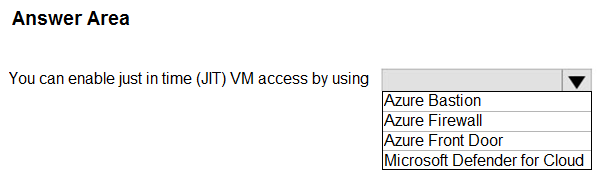 Answer Area
You can enable just in time (JIT) VM access by using
Azure Bastion
Azure Firewall
Azure Front Door
Microsoft Defender for Cloud